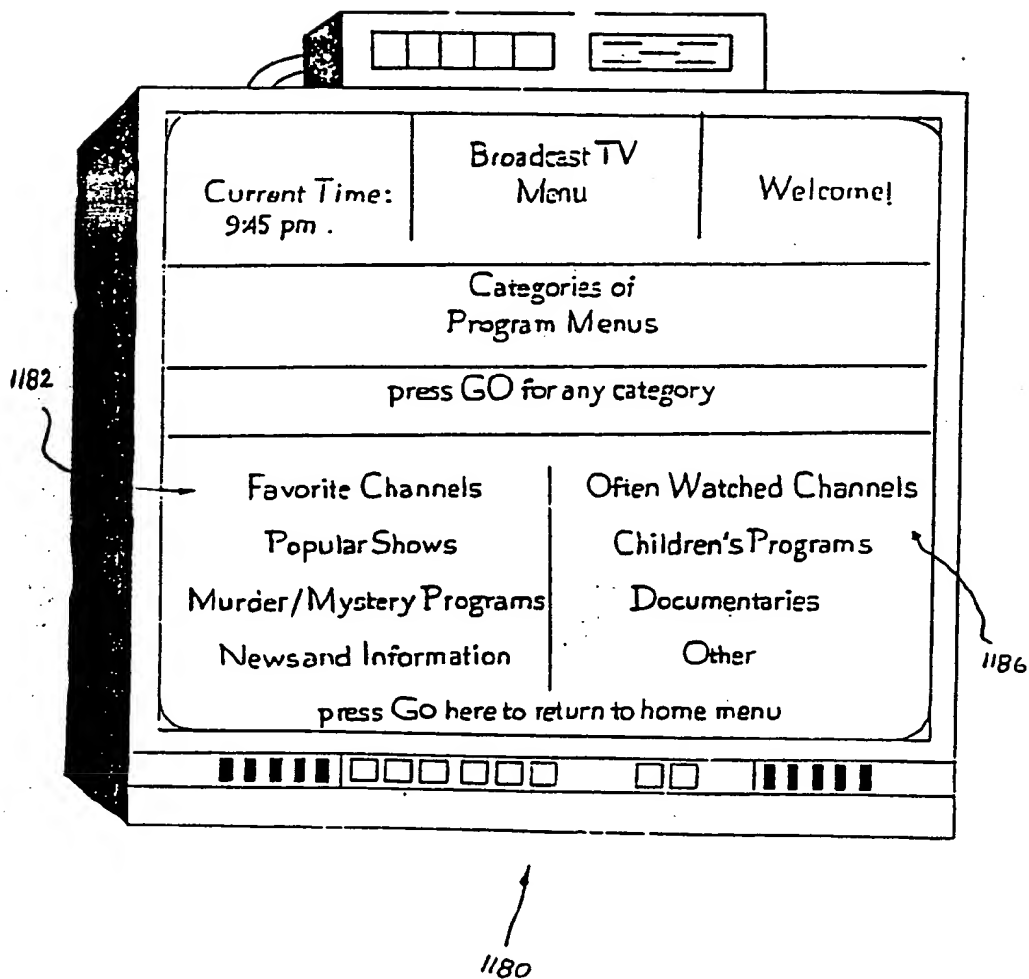 Broadcast TV
Menu
Current Time:
9:45 pm .
Welcome!
Categories of
Program Menus
press GO for any category
1182
Favorite Channels
Often Watched Channels
Popular Shows
Children's Programs
Murder/Mystery Programs
Documentaries
News and Information
Other
1186
press Go here to return to home menu
1180